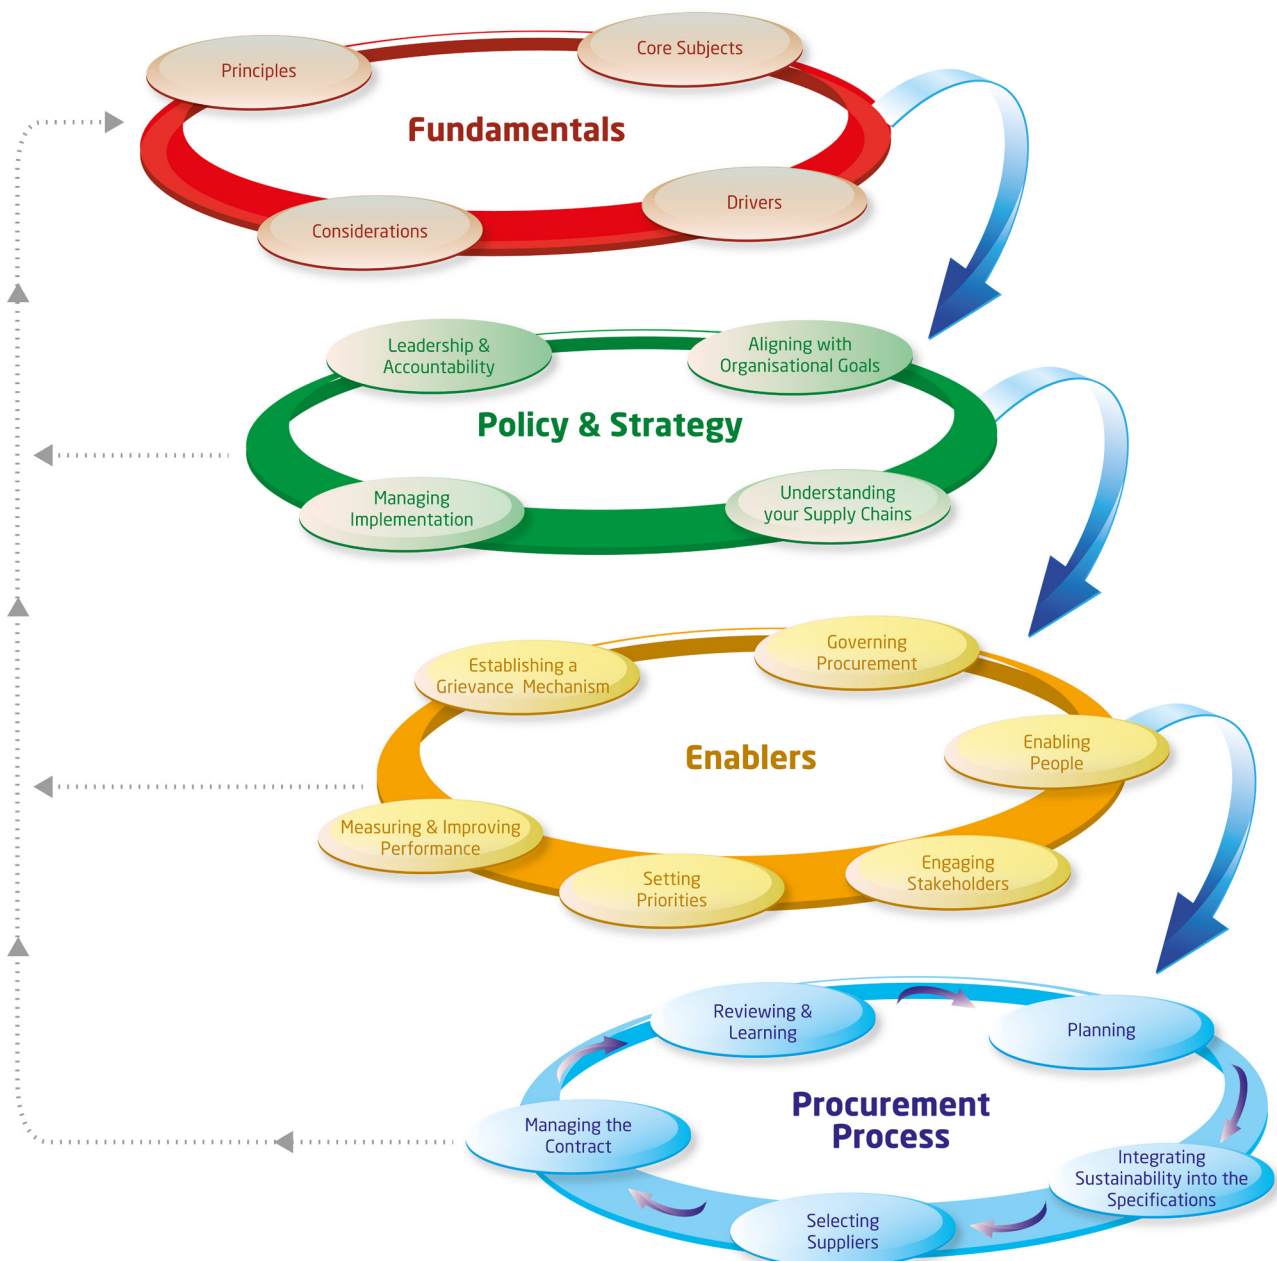 Principles
Core Subjects
Fundamentals
Considerations
Drivers
Leadership &
Accountability
Aligning with
Organisational Goals
Policy & Strategy
Managing
Implementation
Understanding
your Supply Chains
Establishing a
Grievance Mechanism
Governing
Procurement
Enablers
Enabling
People
Measuring & Improving
Performance
Setting
Priorities
Engaging
Stakeholders
Reviewing &
Learning
Planning
Procurement
Process
Managing the
Contract
Integrating
Sustainability into the
Specifications
Selecting
Suppliers